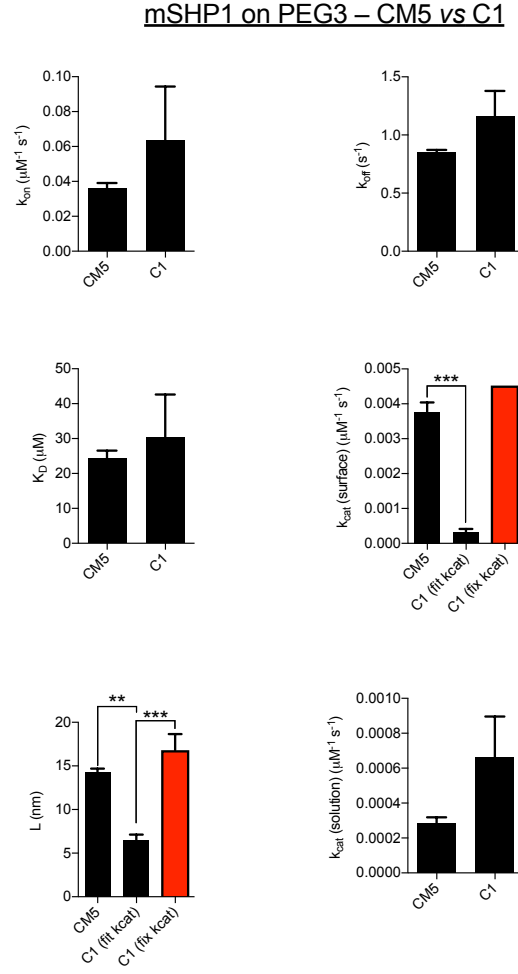 mSHP1 on PEG3 – CM5 vs C1
0.10
0.08
0.06
0.04
0.02
0.00
kon (μM-1 s-1)
CM5
C1
1.5
1.0
0.5
0.0
koff (s-1)
CM5
C1
50
40
30
20
10
0
KD (μM)
CM5
C1
0.005
0.004
0.003
0.002
0.001
0.000
kcat (surface) (μM-1 s-1)
***
CM5
C1 (fit kcat)
C1 (fix kcat)
20
15
10
5
0
L (nm)
**
***
CM5
C1 (fit kcat)
C1 (fix kcat)
0.0010
0.0008
0.0006
0.0004
0.0002
0.0000
kcat (solution) (μM-1 s-1)
CM5
C1